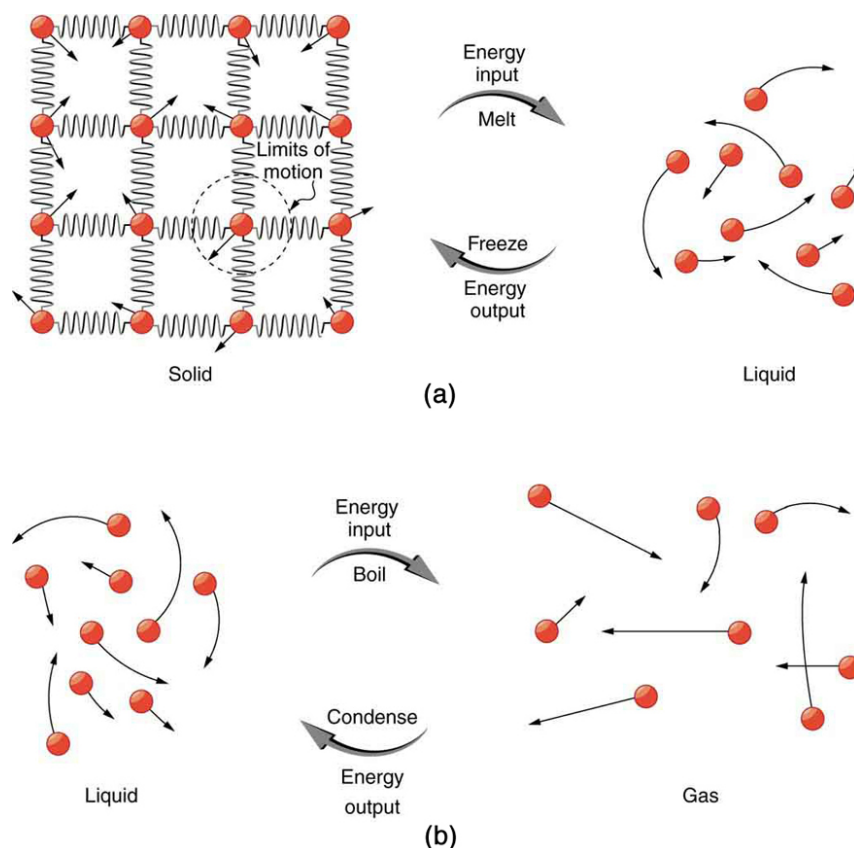 Energy
input
Melt
Limits of
motion
Freeze
Energy
output
Solid
Liquid
(a)
Energy
input
Boil
Condense
Energy
output
Liquid
Gas
(b)